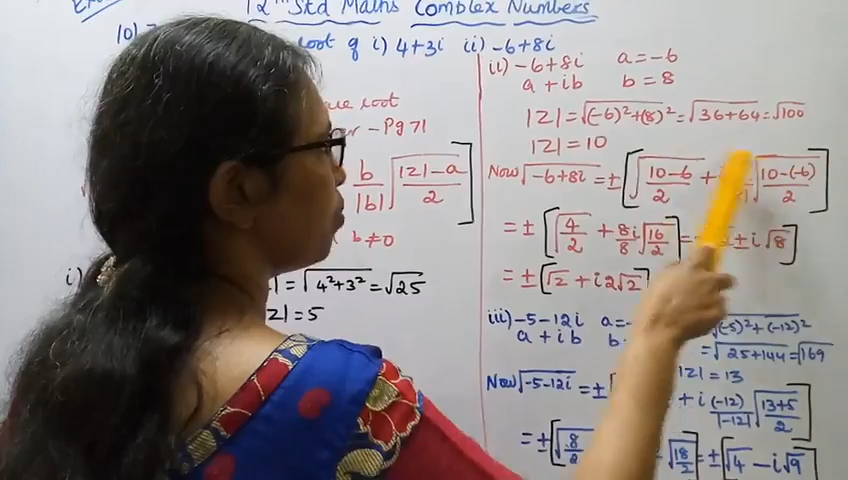 12th Std Maths Complex Numbers
10)
root of i) 4+3i ii) -6+8i
root
- Pg 71
b/|b| √((|z|-a)/2) ]
b≠0
i)
= √(4²+3²) = √25
|z| = 5
ii) -6+8i a = -6
a+ib b = 8
|z| = √((-6)²+(8)²) = √(36+64) = √100
|z| = 10
Now √(-6+8i) = ± [ √((10-6)/2) + √((10-(-6))/2) ]
= ± [ √(4/2) + 8i/8 √(16/2) ] = ± i√8 ]
= ± [ √2 + i2√2 ]
iii) -5-12i a = √((-5)²+(-12)²)
a+ib b = √(25+144) = √169
|z| = 13
Now √(-5-12i) = ± [ + i (-12)/|-12| √((13+5)/2) ]
= ± [ √(8/2) - √(18/2) ] = ± [ √4 - i√9 ]